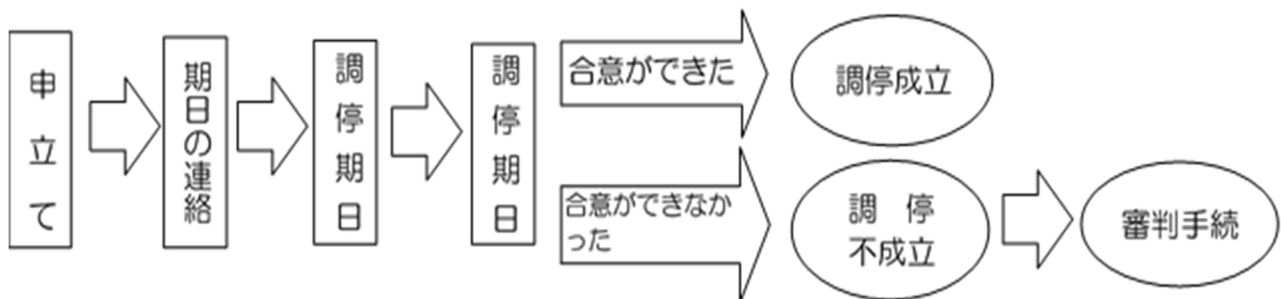 申立て
期日の連絡
調停期日
調停期日
合意ができた
調停成立
合意ができなか
った
調　停
不成立
審判手続